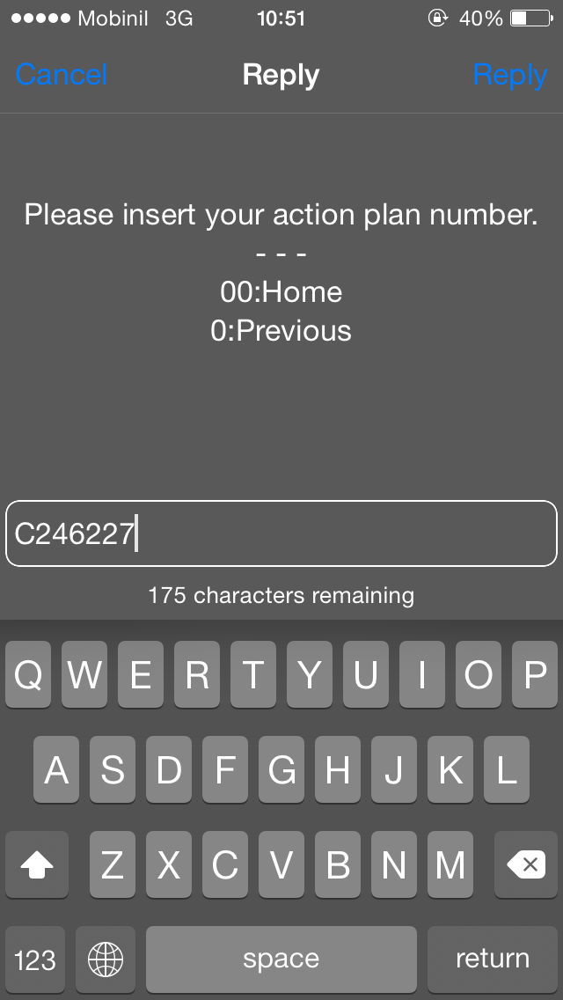 Mobinil 3G 10:51 40%
Cancel Reply Reply
Please insert your action plan number.
- - -
00:Home
0:Previous
C246227
175 characters remaining
Q W E R T Y U I O P
A S D F G H J K L
Z X C V B N M
123 space return